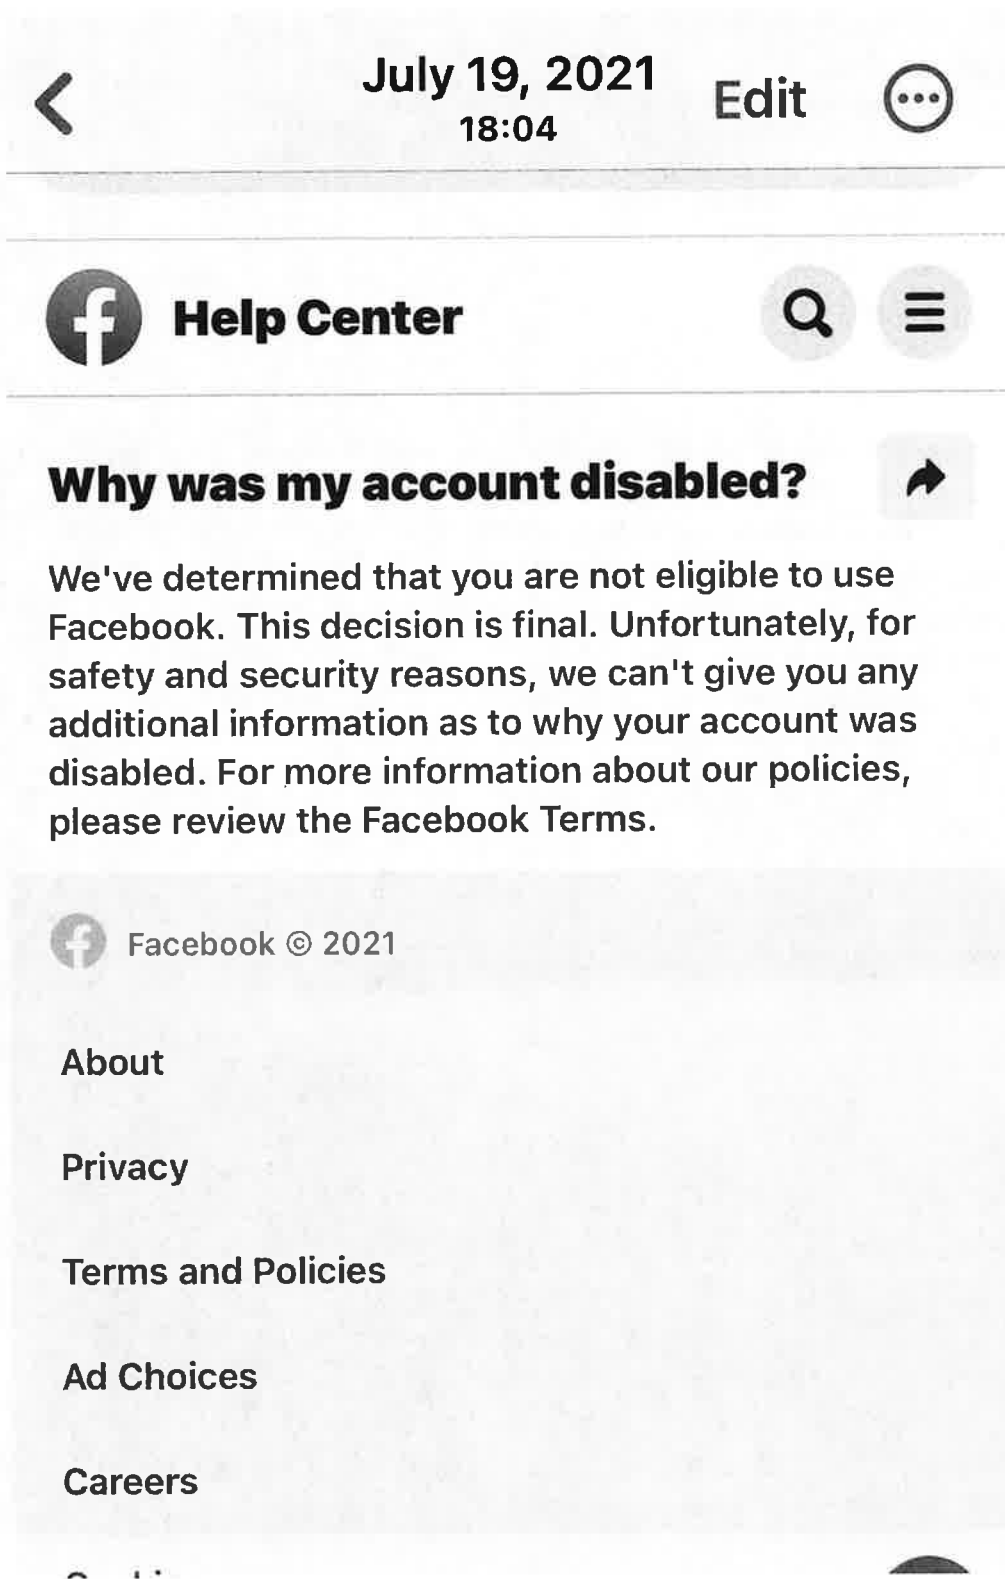 July 19, 2021
Edit
18:04
Help Center
Why was my account disabled?
We've determined that you are not eligible to use
Facebook. This decision is final. Unfortunately, for
safety and security reasons, we can't give you any
additional information as to why your account was
disabled. For more information about our policies,
please review the Facebook Terms.
Facebook © 2021
About
Privacy
Terms and Policies
Ad Choices
Careers